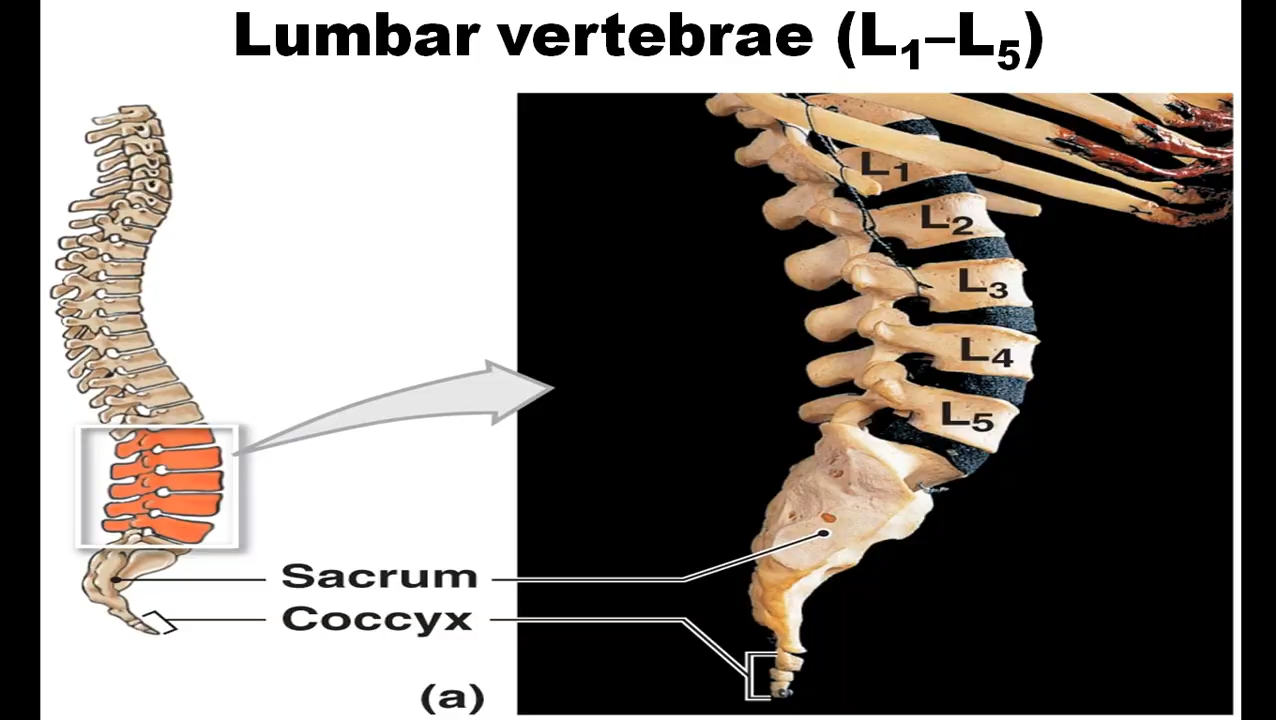 Lumbar vertebrae (L₁–L₅)
L₁
L₂
L₃
L₄
L₅
Sacrum
Coccyx
(a)